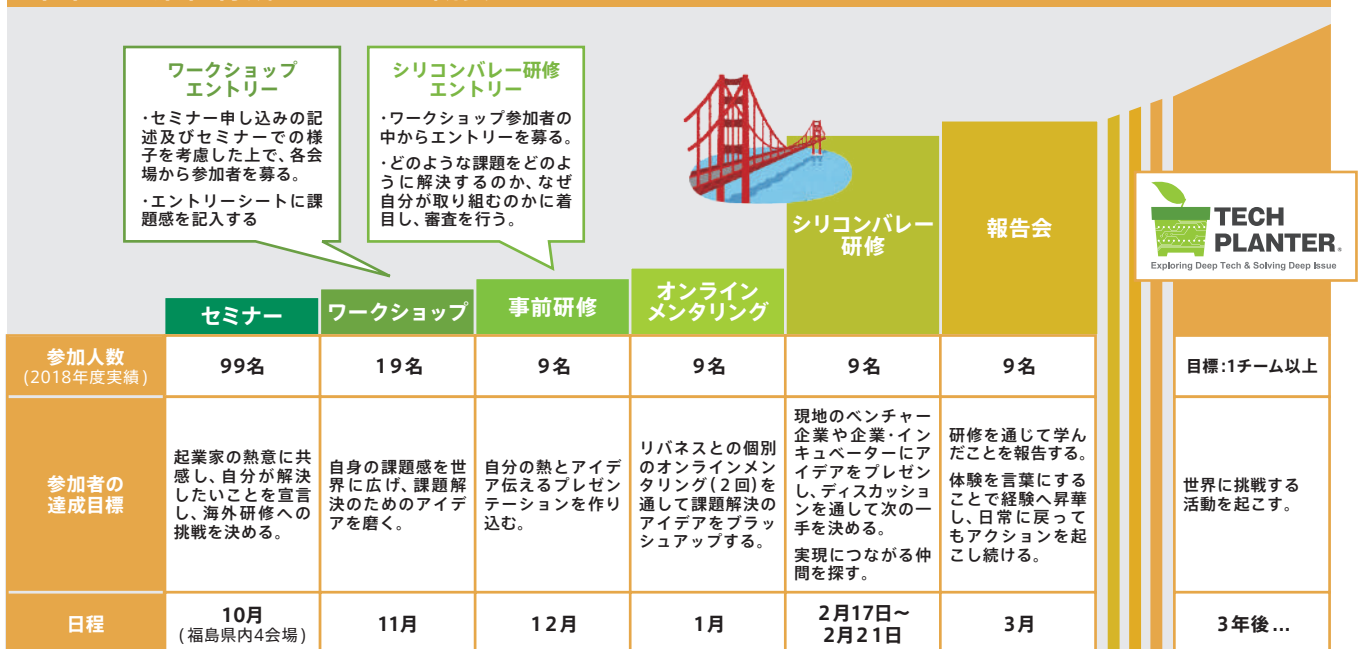 ワークショップ
エントリー
・セミナー申し込みの記
述及びセミナーでの様
子を考慮した上で、各会
場から参加者を募る。
・エントリーシートに課
題感を記入する
シリコンバレー研修
エントリー
・ワークショップ参加者の
中からエントリーを募る。
・どのような課題をどのよ
うに解決するのか、なぜ
自分が取り組むのかに着
目し、審査を行う。
TECH
PLANTER®
Exploring Deep Tech & Solving Deep Issue
セミナー
ワークショップ
事前研修
オンライン
メンタリング
シリコンバレー
研修
報告会
参加人数
(2018年度実績)
99名
19名
9名
9名
9名
9名
目標:1チーム以上
参加者の
達成目標
起業家の熱意に共
感し、自分が解決
したいことを宣言
し、海外研修への
挑戦を決める。
自身の課題感を世
界に広げ、課題解
決のためのアイデ
アを磨く。
自分の熱とアイデ
ア伝えるプレゼン
テーションを作り
込む。
リバネスとの個別
のオンラインメン
タリング(2回)を
通して課題解決の
アイデアをブラッ
シュアップする。
現地のベンチャー
企業や企業・イン
キュベーターにア
イデアをプレゼン
し、ディスカッショ
ンを通して次の一
手を決める。
実現につながる仲
間を探す。
研修を通じて学ん
だことを報告する。
体験を言葉にする
ことで経験へ昇華
し、日常に戻って
もアクションを起
こし続ける。
世界に挑戦する
活動を起こす。
日程
10月
(福島県内4会場)
11月
12月
1月
2月17日〜
2月21日
3月
3年後...